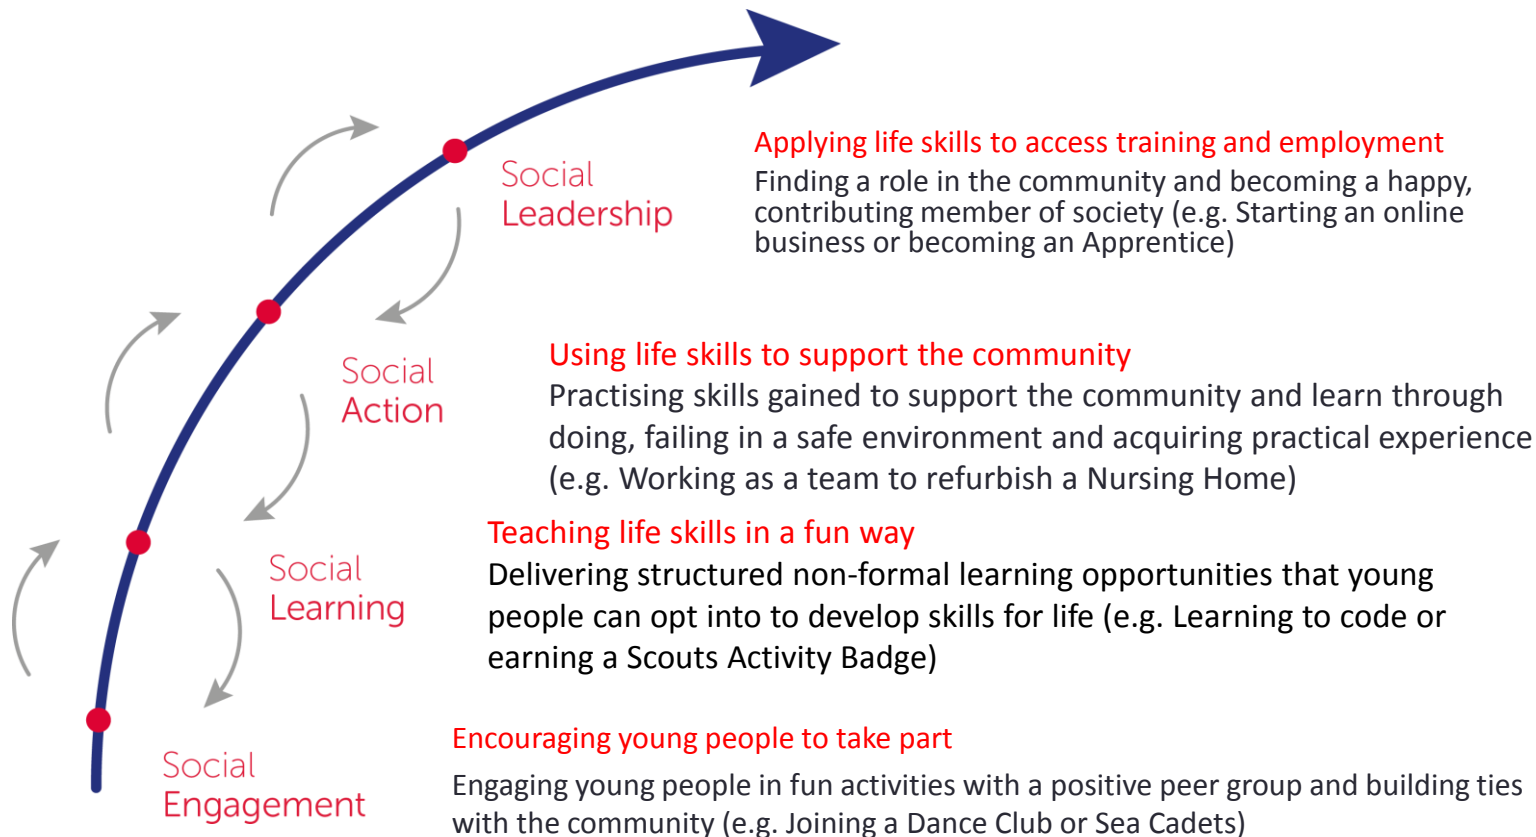 Social
Leadership
Applying life skills to access training and employment
Finding a role in the community and becoming a happy,
contributing member of society (e.g. Starting an online
business or becoming an Apprentice)
Social
Action
Using life skills to support the community
Practising skills gained to support the community and learn through
doing, failing in a safe environment and acquiring practical experience
(e.g. Working as a team to refurbish a Nursing Home)
Social
Learning
Teaching life skills in a fun way
Delivering structured non-formal learning opportunities that young
people can opt into to develop skills for life (e.g. Learning to code or
earning a Scouts Activity Badge)
Social
Engagement
Encouraging young people to take part
Engaging young people in fun activities with a positive peer group and building ties
with the community (e.g. Joining a Dance Club or Sea Cadets)